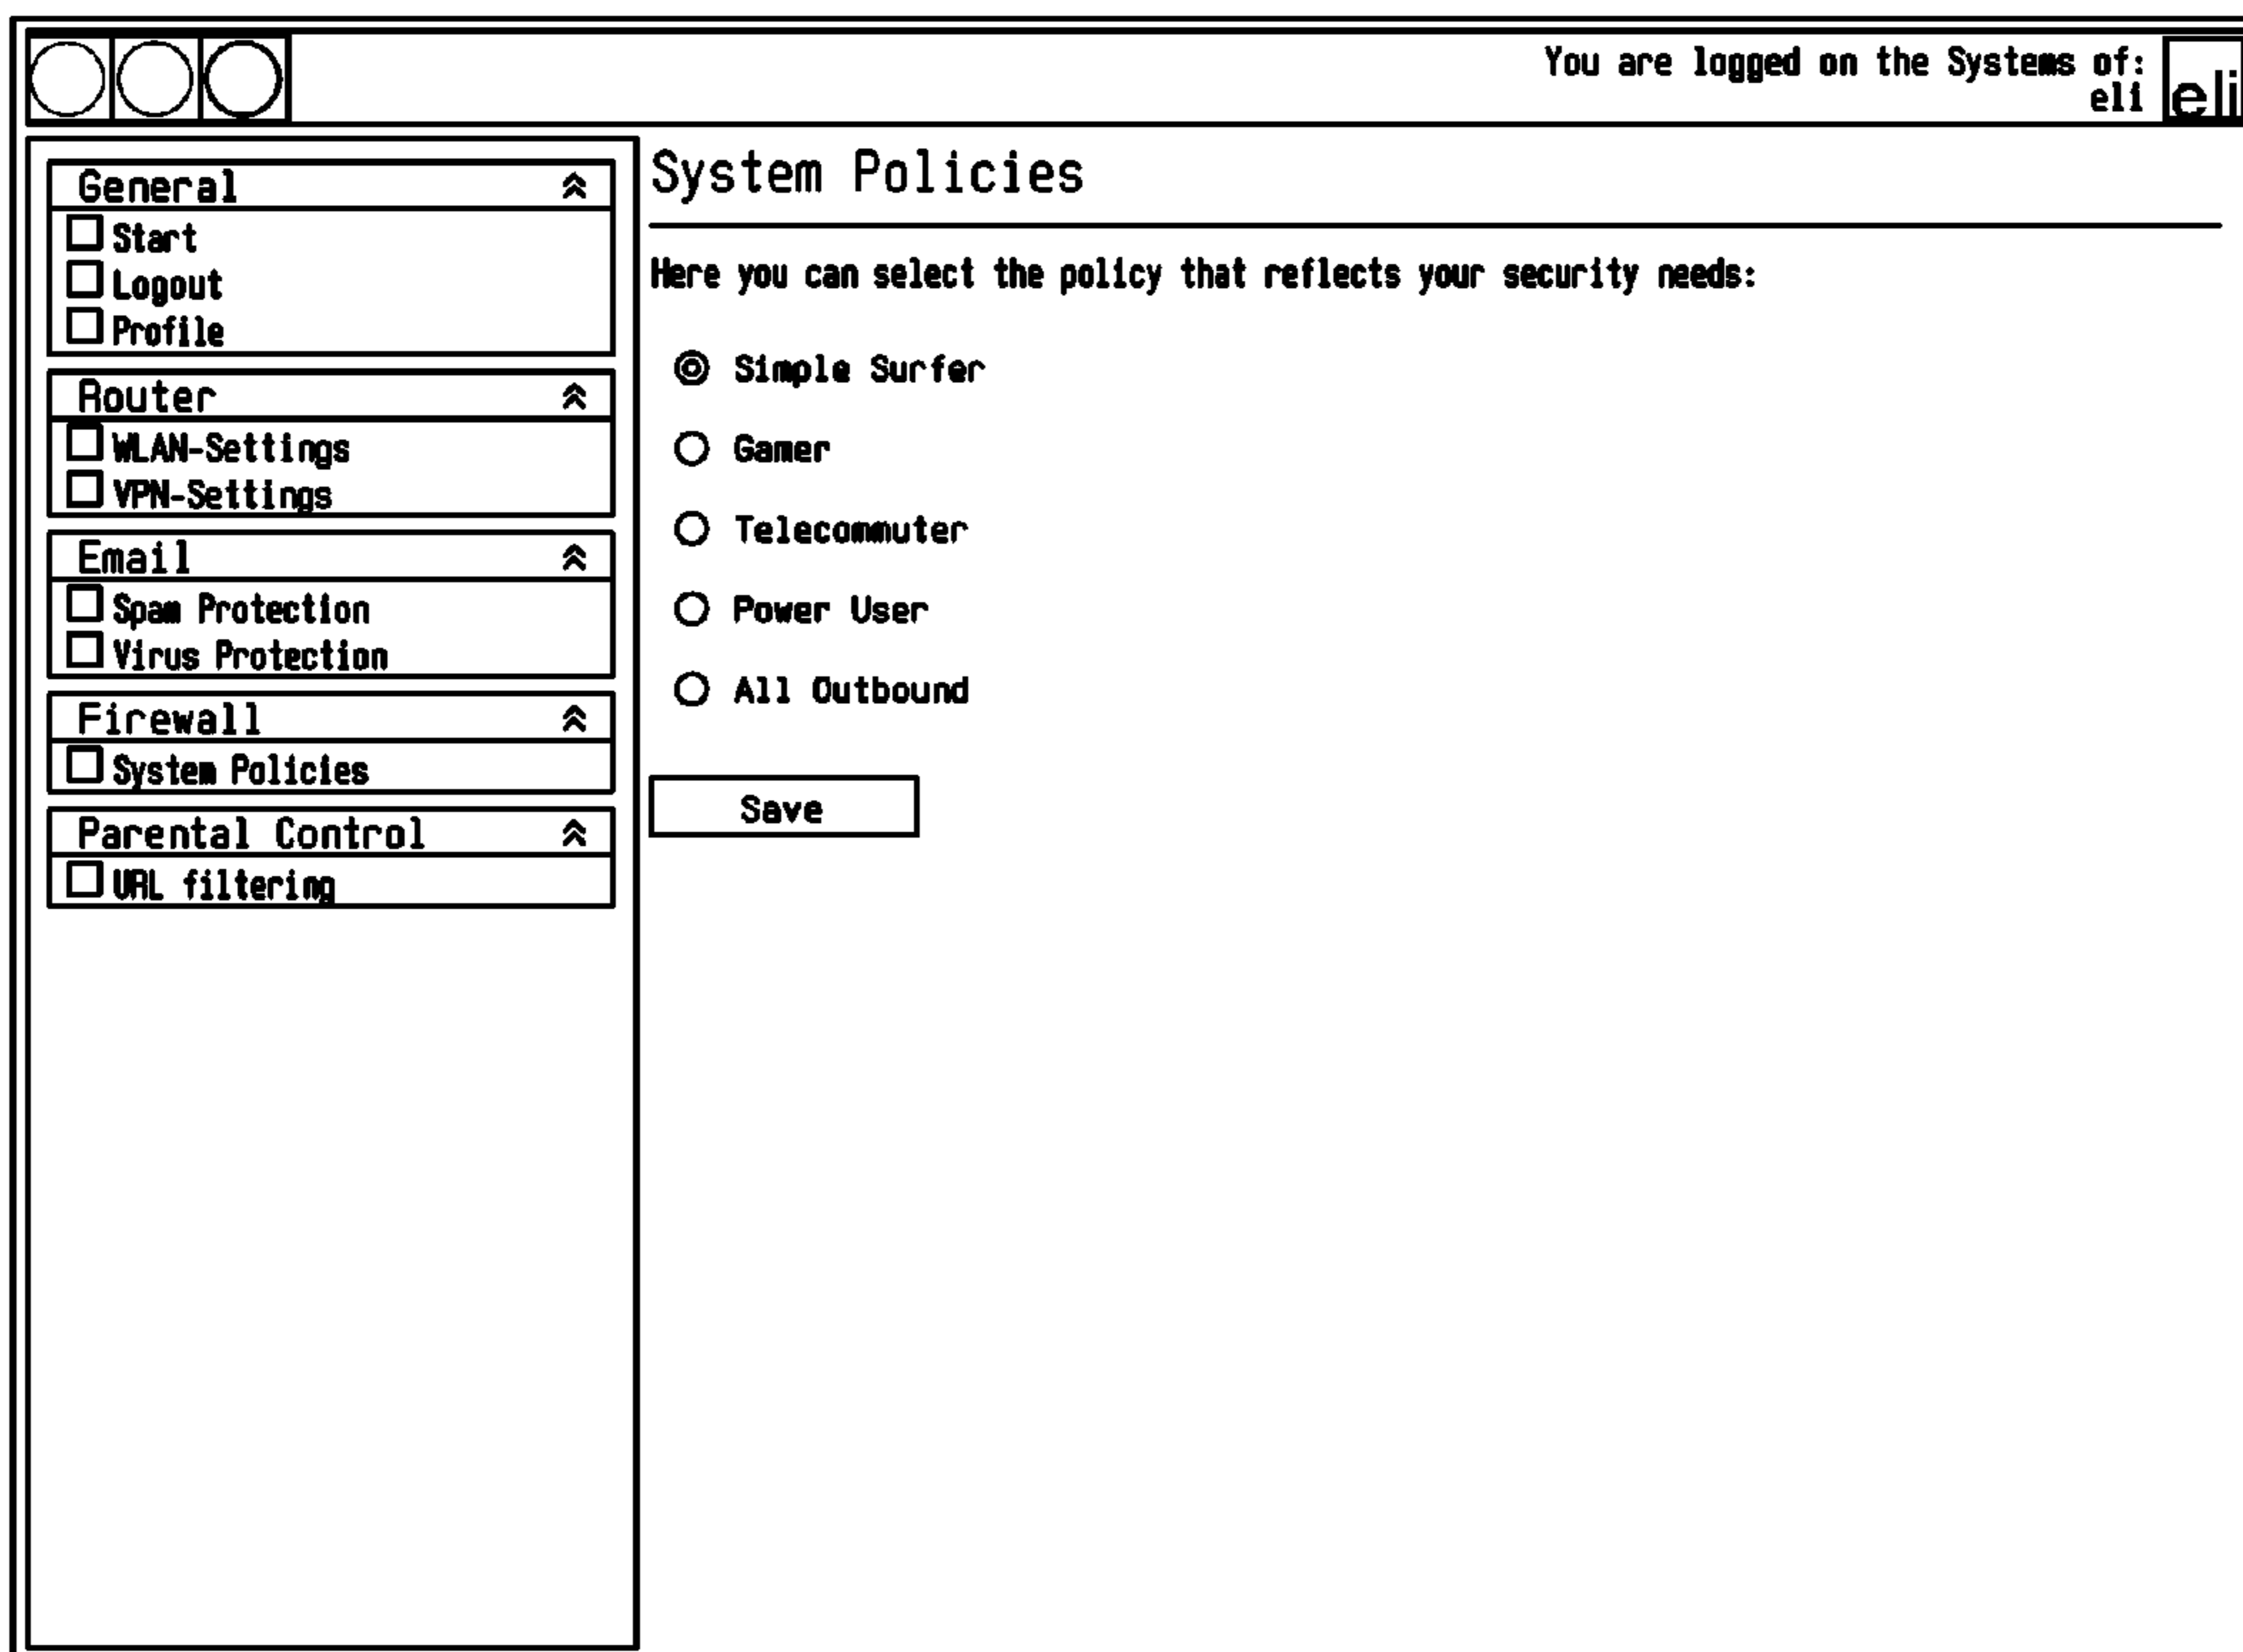 You are logged on the Systems of:
eli
eli
General
Start
Logout
Profile
Router
WLAN-Settings
VPN-Settings
Email
Spam Protection
Virus Protection
Firewall
System Policies
Parental Control
URL filtering
System Policies
Here you can select the policy that reflects your security needs:
Simple Surfer
Gamer
Telecommuter
Power User
All Outbound
Save